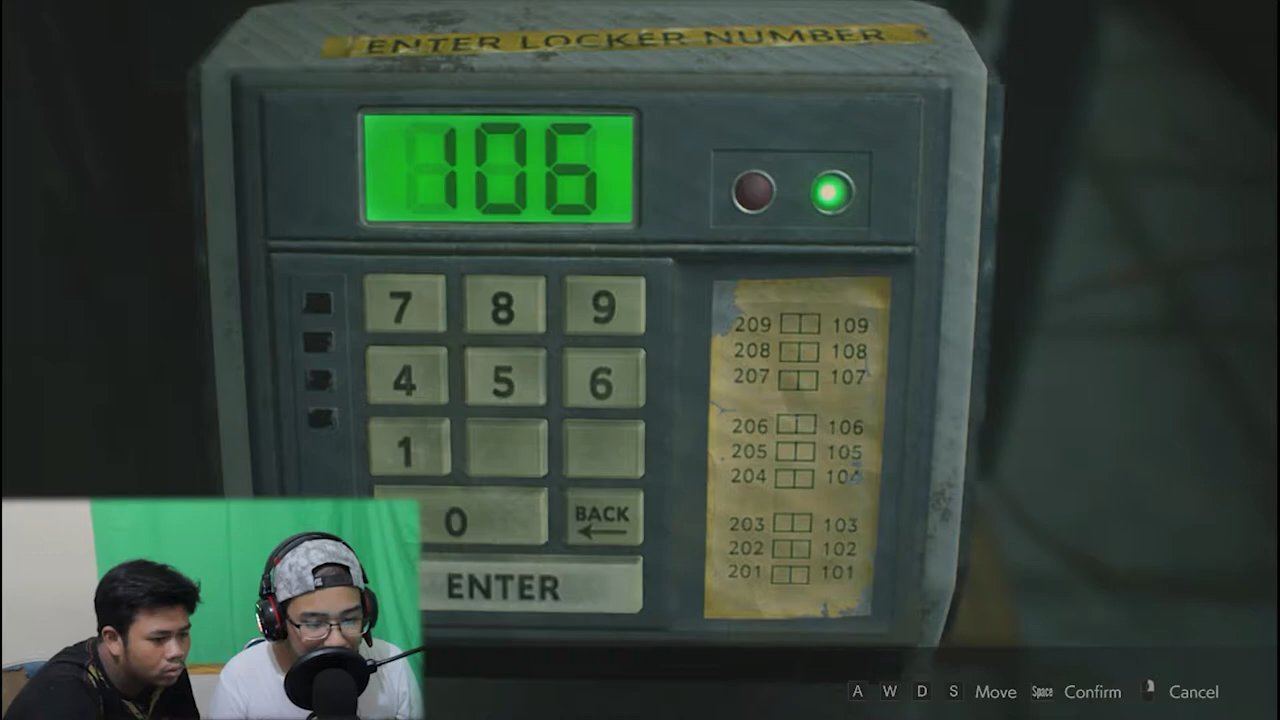 ENTER LOCKER NUMBER
106
7 8 9
4 5 6
1
0 BACK
ENTER
209 109
208 108
207 107
206 106
205 105
204 104
203 103
202 102
201 101
A W D S Move Space Confirm Cancel